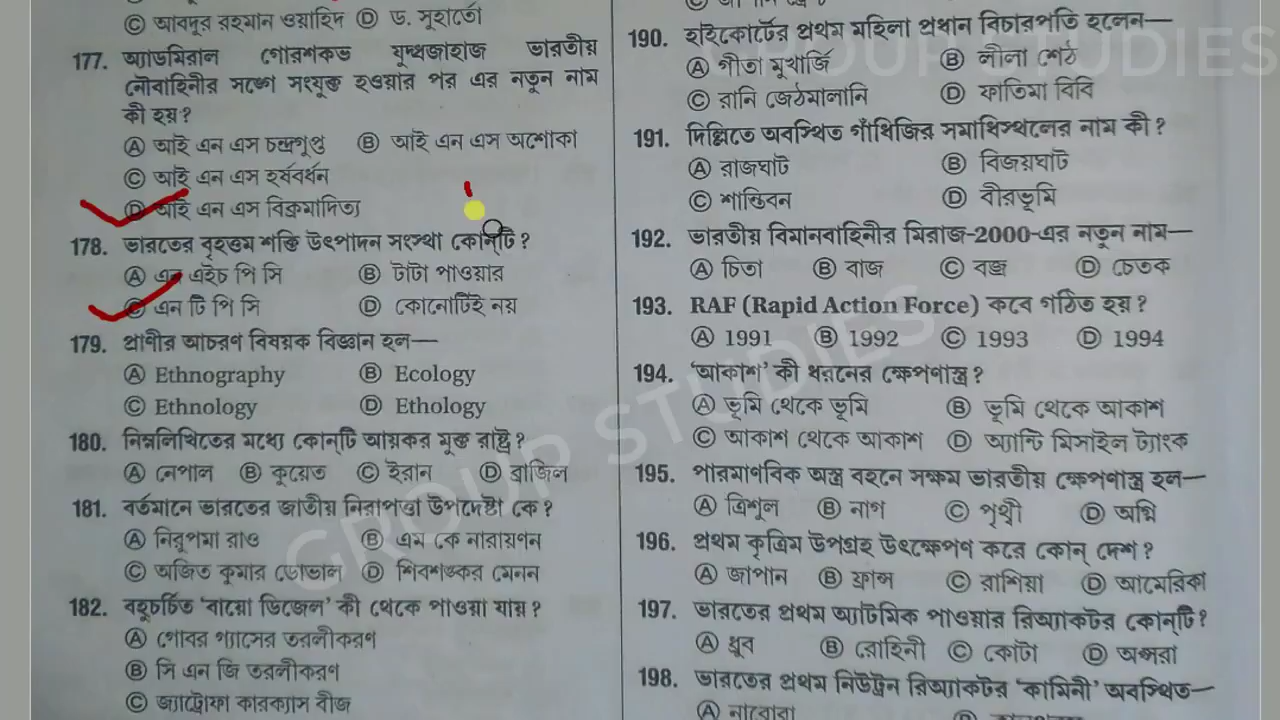 Ⓒ আবদুর রহমান ওয়াহিদ Ⓓ ড. সুহার্তো
177. অ্যাডমিরাল গোরশকভ যুদ্ধজাহাজ ভারতীয়
নৌবাহিনীর সঙ্গে সংযুক্ত হওয়ার পর এর নতুন নাম
কী হয়?
Ⓐ আই এন এস চন্দ্রগুপ্ত Ⓑ আই এন এস অশোকা
Ⓒ আই এন এস হর্ষবর্ধন
Ⓓ আই এন এস বিক্রমাদিত্য
178. ভারতের বৃহত্তম শক্তি উৎপাদন সংস্থা কোন্‌টি?
Ⓐ এন এইচ পি সি Ⓑ টাটা পাওয়ার
Ⓒ এন টি পি সি Ⓓ কোনোটিই নয়
179. প্রাণীর আচরণ বিষয়ক বিজ্ঞান হল—
Ⓐ Ethnography Ⓑ Ecology
Ⓒ Ethnology Ⓓ Ethology
180. নিম্নলিখিতের মধ্যে কোন্‌টি আয়কর মুক্ত রাষ্ট্র?
Ⓐ নেপাল Ⓑ কুয়েত Ⓒ ইরান Ⓓ ব্রাজিল
181. বর্তমানে ভারতের জাতীয় নিরাপত্তা উপদেষ্টা কে?
Ⓐ নিরুপমা রাও Ⓑ এম কে নারায়ণন
Ⓒ অজিত কুমার ডোভাল Ⓓ শিবশঙ্কর মেনন
182. বহুচর্চিত ‘বায়ো ডিজেল’ কী থেকে পাওয়া যায়?
Ⓐ গোবর গ্যাসের তরলীকরণ
Ⓑ সি এন জি তরলীকরণ
Ⓒ জ্যাট্রোফা কারক্যাস বীজ
190. হাইকোর্টের প্রথম মহিলা প্রধান বিচারপতি হলেন—
Ⓐ গীতা মুখার্জি Ⓑ লীলা শেঠ
Ⓒ রানি জেঠমালানি Ⓓ ফাতিমা বিবি
191. দিল্লিতে অবস্থিত গাঁধিজির সমাধিস্থলের নাম কী?
Ⓐ রাজঘাট Ⓑ বিজয়ঘাট
Ⓒ শান্তিবন Ⓓ বীরভূমি
192. ভারতীয় বিমানবাহিনীর মিরাজ-2000-এর নতুন নাম—
Ⓐ চিতা Ⓑ বাজ Ⓒ বজ্র Ⓓ চেতক
193. RAF (Rapid Action Force) কবে গঠিত হয়?
Ⓐ 1991 Ⓑ 1992 Ⓒ 1993 Ⓓ 1994
194. ‘আকাশ’ কী ধরনের ক্ষেপণাস্ত্র?
Ⓐ ভূমি থেকে ভূমি Ⓑ ভূমি থেকে আকাশ
Ⓒ আকাশ থেকে আকাশ Ⓓ অ্যান্টি মিসাইল ট্যাংক
195. পারমাণবিক অস্ত্র বহনে সক্ষম ভারতীয় ক্ষেপণাস্ত্র হল—
Ⓐ ত্রিশূল Ⓑ নাগ Ⓒ পৃথ্বী Ⓓ অগ্নি
196. প্রথম কৃত্রিম উপগ্রহ উৎক্ষেপণ করে কোন্ দেশ?
Ⓐ জাপান Ⓑ ফ্রান্স Ⓒ রাশিয়া Ⓓ আমেরিকা
197. ভারতের প্রথম অ্যাটমিক পাওয়ার রিঅ্যাকটর কোন্‌টি?
Ⓐ ধ্রুব Ⓑ রোহিনী Ⓒ কোটা Ⓓ অপ্সরা
198. ভারতের প্রথম নিউট্রন রিঅ্যাকটর ‘কামিনী’ অবস্থিত—
Ⓐ নারোরা
GROUP STUDIES
GROUP STUDIES